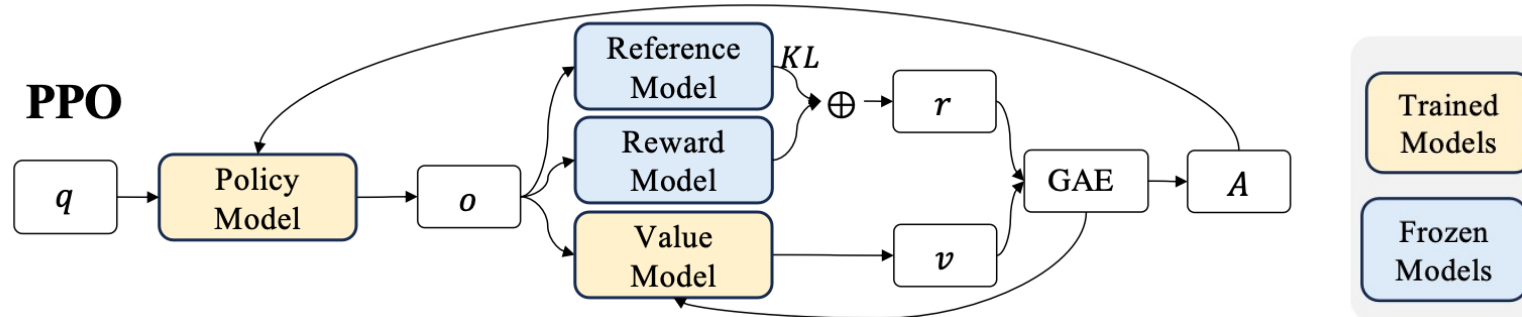 PPO
q
Policy
Model
o
Reference
Model
KL
⊕
r
Reward
Model
Value
Model
v
GAE
A
Trained
Models
Frozen
Models